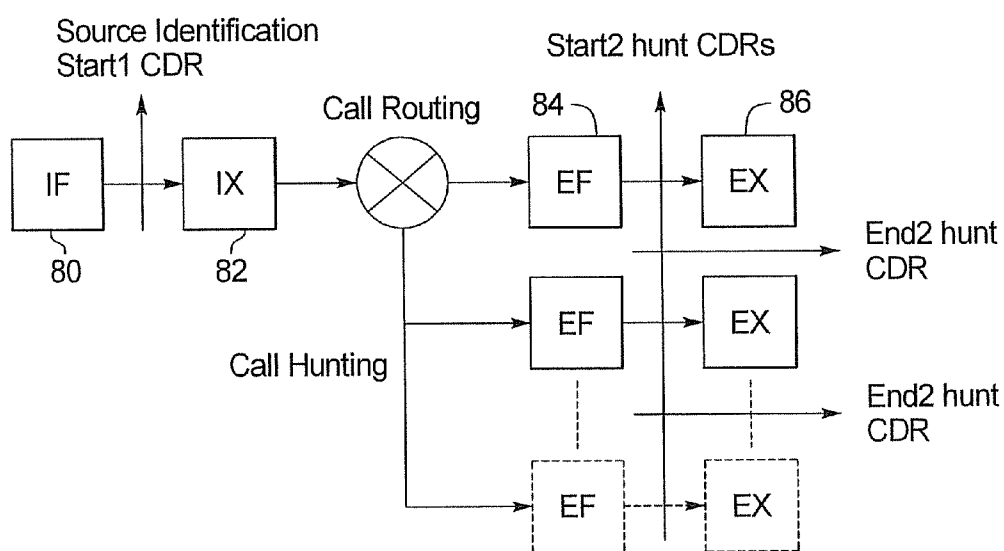 Source Identification
Start1 CDR
Start2 hunt CDRs
Call Routing
84
86
IF
IX
EF
EX
80
82
End2 hunt
CDR
EF
EX
Call Hunting
End2 hunt
CDR
EF
EX